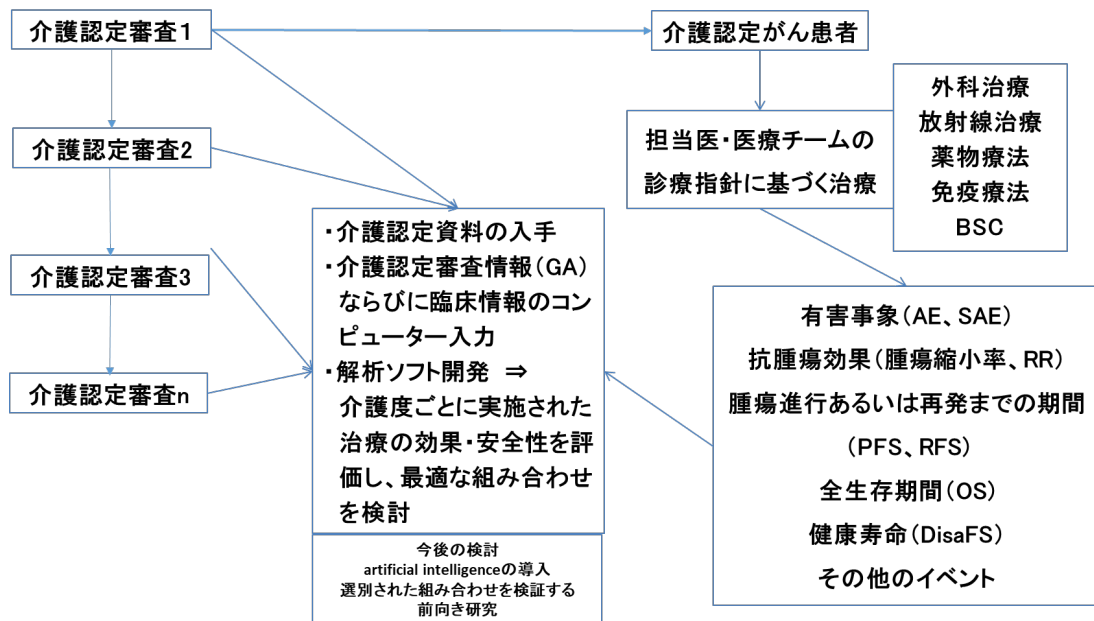 介護認定審査1
介護認定審査2
介護認定審査3
介護認定審査n
介護認定がん患者
担当医・医療チームの
診療指針に基づく治療
外科治療
放射線治療
薬物療法
免疫療法
BSC
・介護認定資料の入手
・介護認定審査情報(GA)
ならびに臨床情報のコン
ピューター入力
・解析ソフト開発 ⇒
介護度ごとに実施された
治療の効果・安全性を評
価し、最適な組み合わせ
を検討
今後の検討
artificial intelligenceの導入
選別された組み合わせを検証する
前向き研究
有害事象(AE、SAE)
抗腫瘍効果(腫瘍縮小率、RR)
腫瘍進行あるいは再発までの期間
(PFS、RFS)
全生存期間(OS)
健康寿命(DisaFS)
その他のイベント